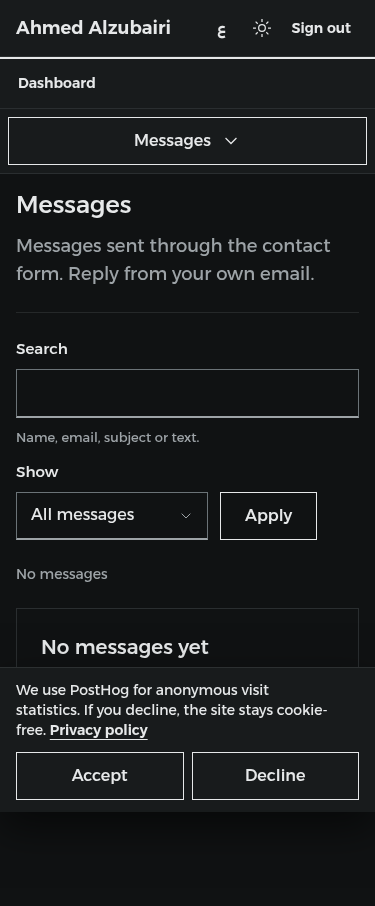 Ahmed Alzubairi
ع
Sign out
Dashboard
Messages
Messages
Messages sent through the contact
form. Reply from your own email.
Search
Name, email, subject or text.
Show
All messages
Apply
No messages
No messages yet
We use PostHog for anonymous visit
statistics. If you decline, the site stays cookie-
free. Privacy policy
Accept
Decline